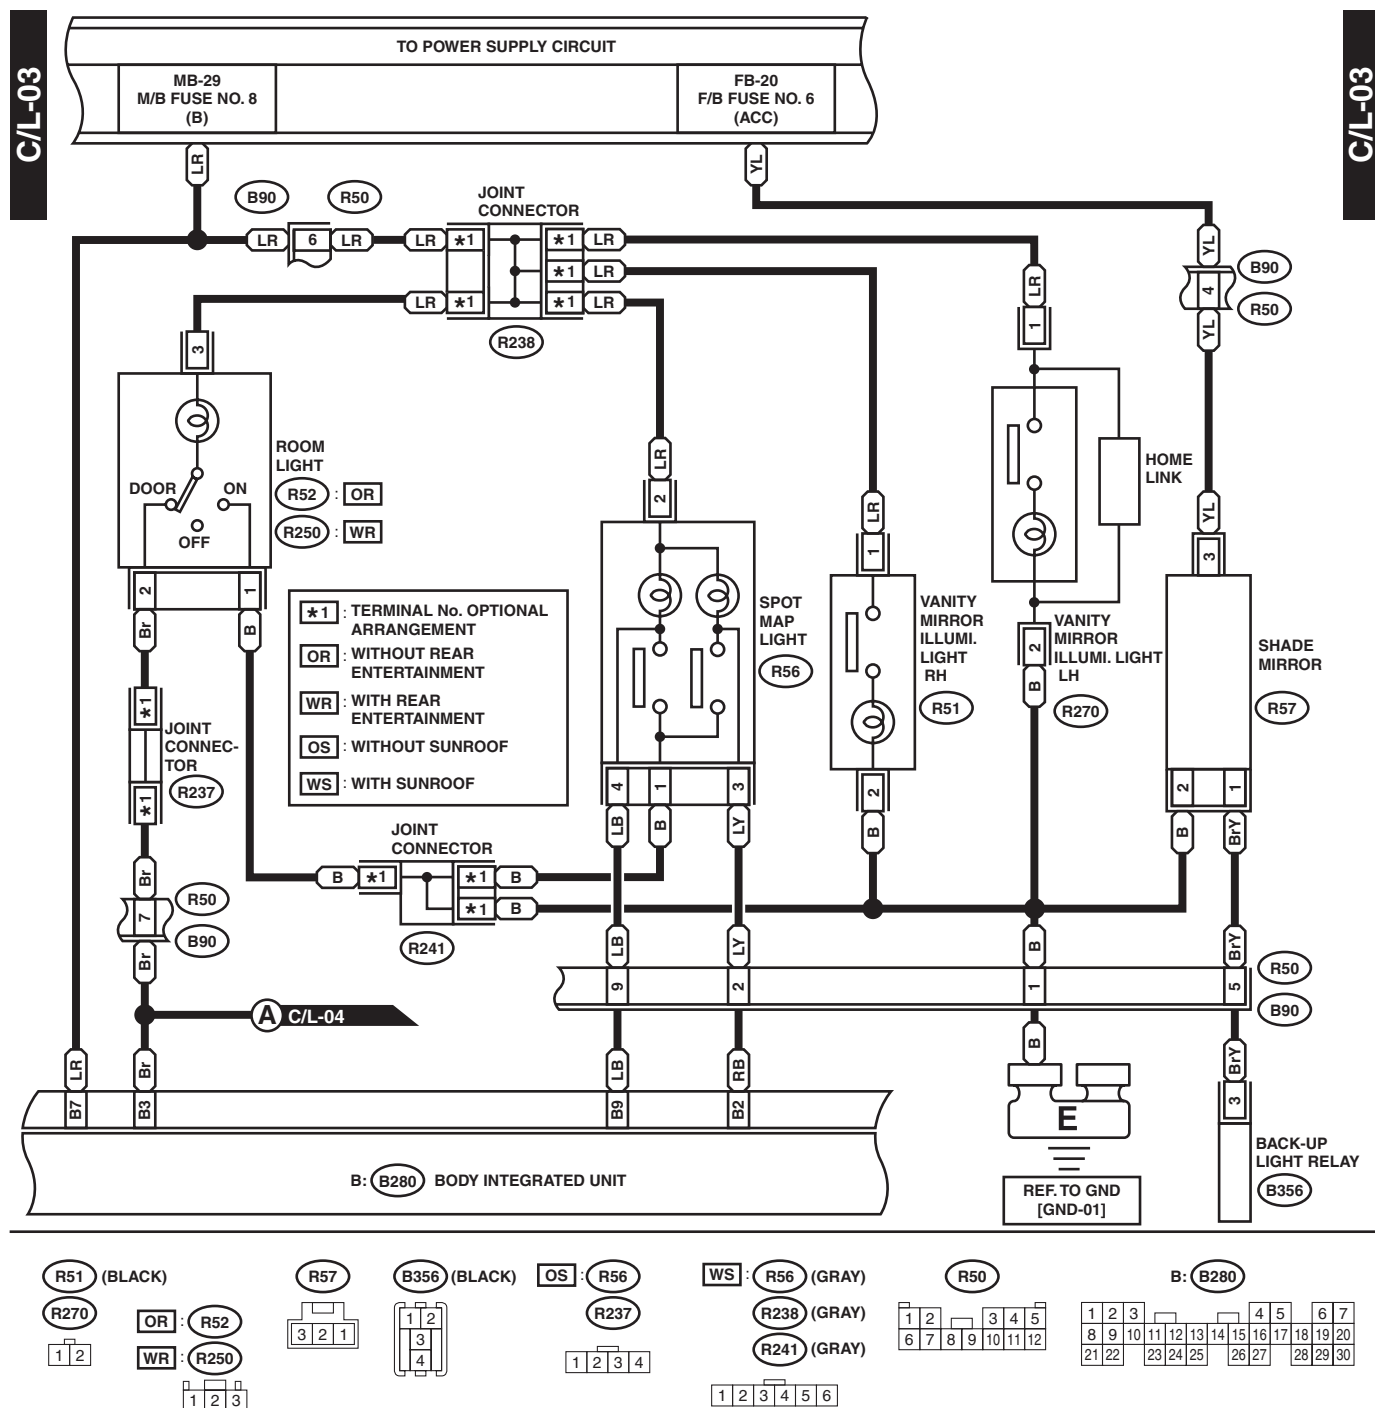 C/L-03
C/L-03
TO POWER SUPPLY CIRCUIT
MB-29
M/B FUSE NO. 8
(B)
FB-20
F/B FUSE NO. 6
(ACC)
LR
YL
B90
R50
JOINT
CONNECTOR
LR
6
LR
LR
*1
*1
LR
*1
LR
LR
*1
*1
LR
R238
YL
B90
4
R50
YL
LR
1
3
ROOM
LIGHT
DOOR
ON
OFF
R52 : OR
R250 : WR
2
1
Br
B
LR
2
LR
1
HOME
LINK
YL
3
*1 : TERMINAL No. OPTIONAL
ARRANGEMENT
OR : WITHOUT REAR
ENTERTAINMENT
WR : WITH REAR
ENTERTAINMENT
OS : WITHOUT SUNROOF
WS : WITH SUNROOF
SPOT
MAP
LIGHT
R56
VANITY
MIRROR
ILLUMI.
LIGHT
RH
R51
2
B
VANITY
MIRROR
ILLUMI. LIGHT
LH
R270
SHADE
MIRROR
R57
*1
JOINT
CONNEC-
TOR
R237
*1
4
1
3
LB
B
LY
2
B
2
1
B
BrY
JOINT
CONNECTOR
B
*1
*1
B
*1
B
R241
Br
R50
7
B90
Br
A C/L-04
LB
LY
B
BrY
R50
9
2
1
5
B90
LR
Br
LB
RB
B
BrY
B7
B3
B9
B2
E
3
BACK-UP
LIGHT RELAY
B356
B: B280 BODY INTEGRATED UNIT
REF. TO GND
[GND-01]
R51 (BLACK)
R270
1 2
OR : R52
WR : R250
1 2 3
R57
3 2 1
B356 (BLACK)
1 2
3
4
OS : R56
R237
1 2 3 4
WS : R56 (GRAY)
R238 (GRAY)
R241 (GRAY)
1 2 3 4 5 6
R50
1 2 3 4 5
6 7 8 9 10 11 12
B: B280
1 2 3 4 5 6 7
8 9 10 11 12 13 14 15 16 17 18 19 20
21 22 23 24 25 26 27 28 29 30